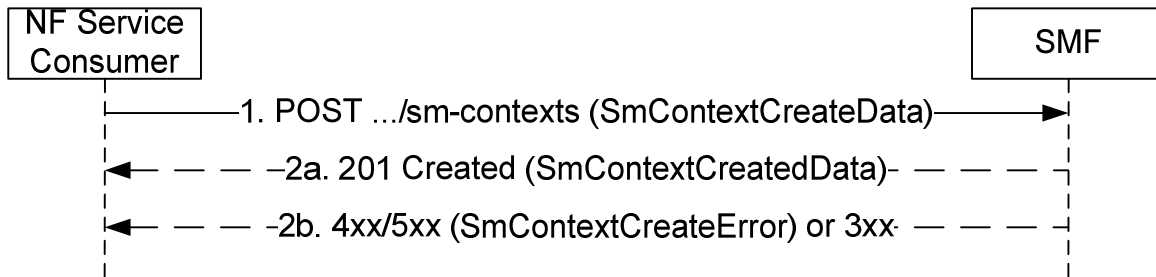 NF Service
Consumer
SMF
1. POST .../sm-contexts (SmContextCreateData)
2a. 201 Created (SmContextCreatedData)
2b. 4xx/5xx (SmContextCreateError) or 3xx